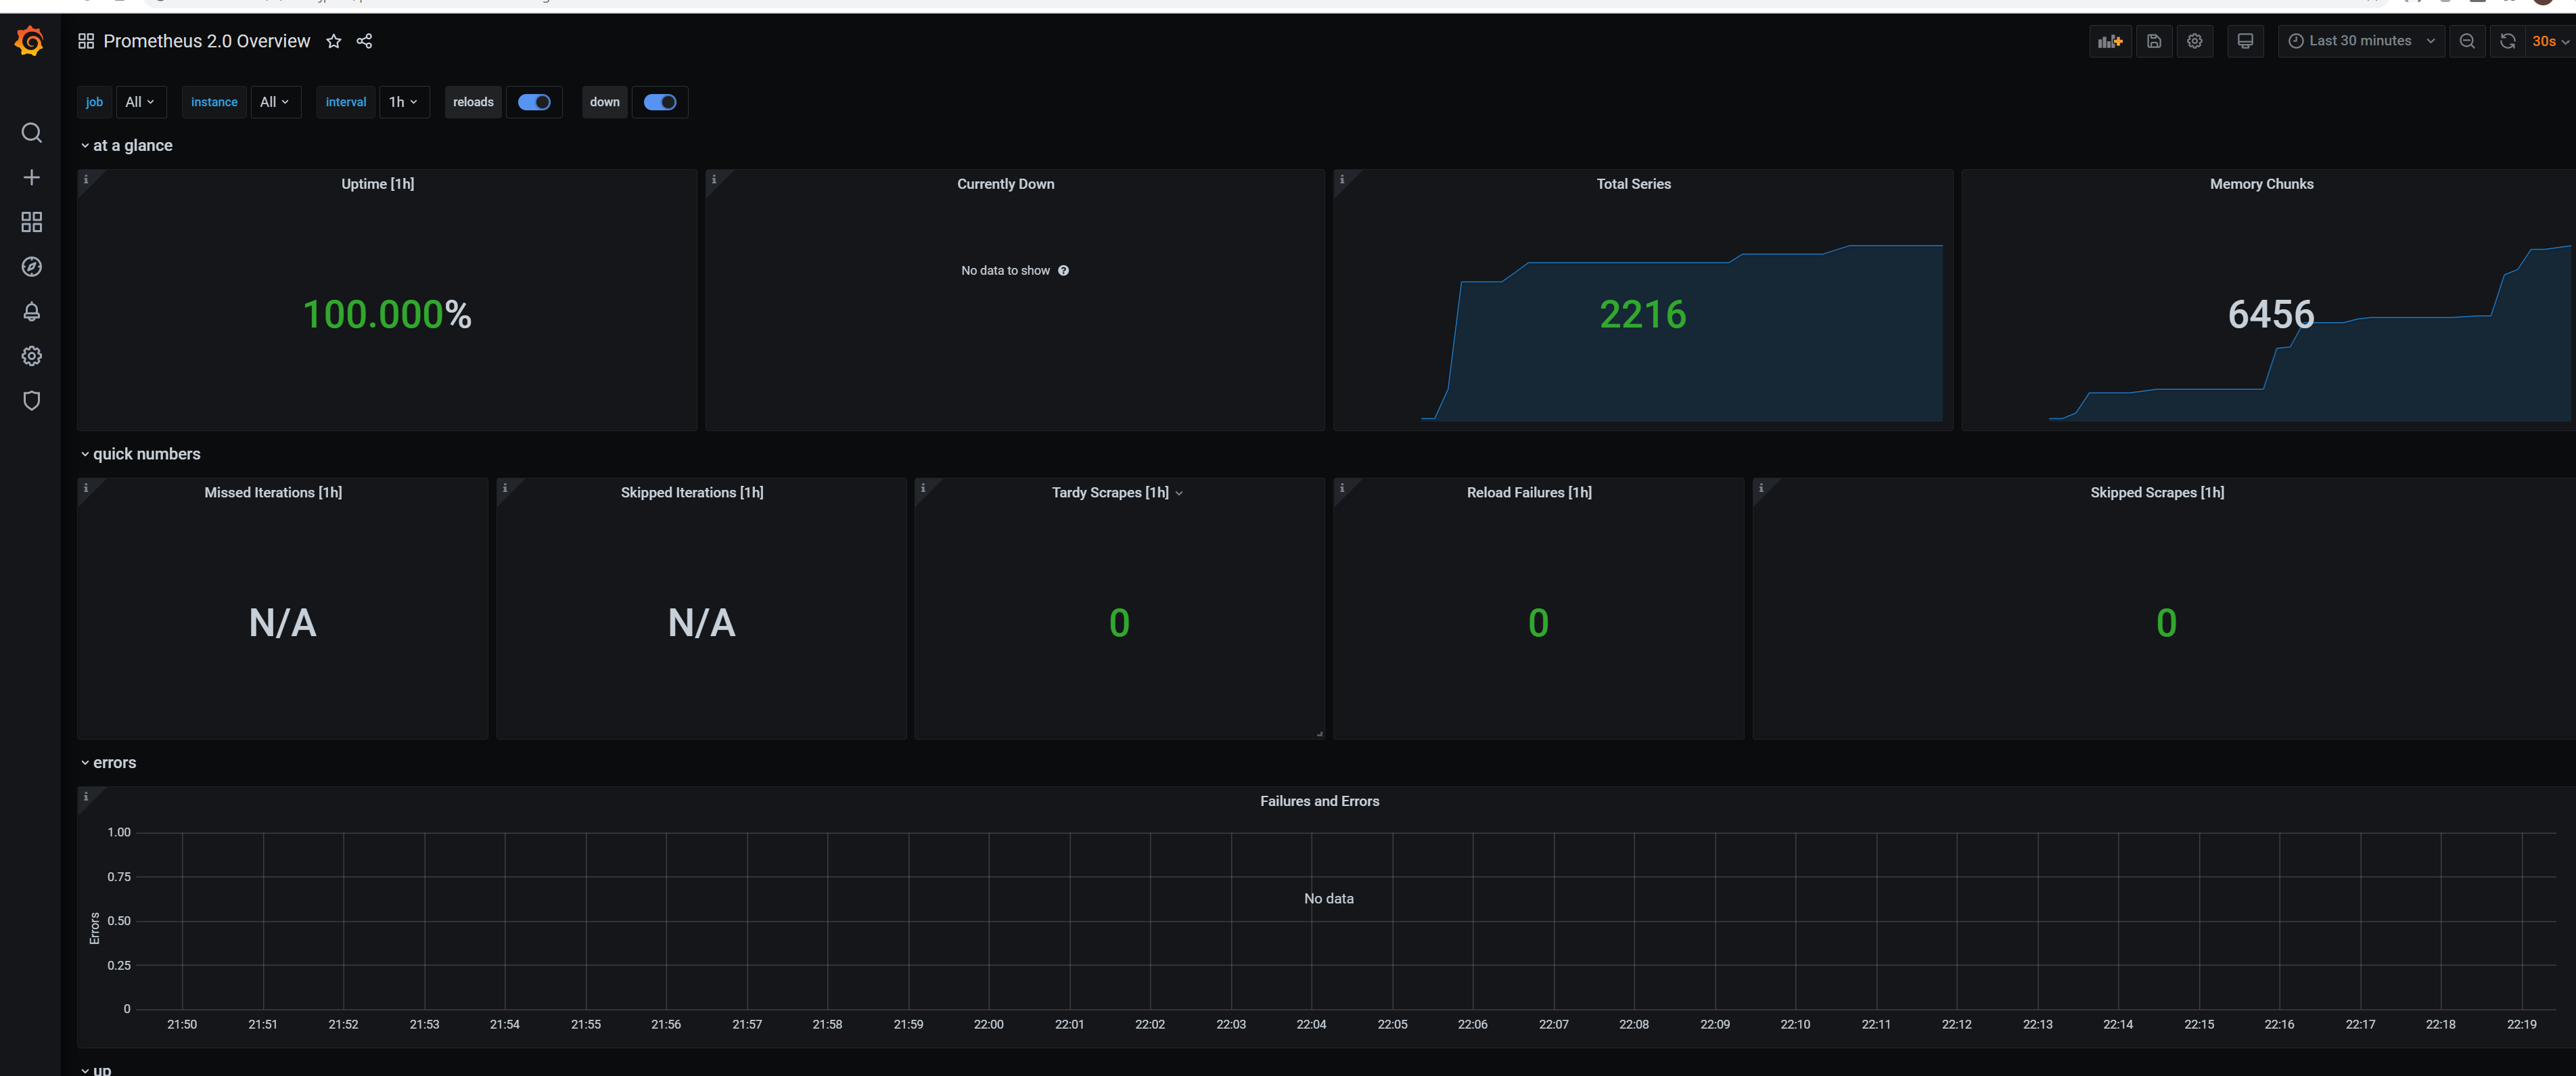 Prometheus 2.0 Overview
Last 30 minutes
30s
job All instance All interval 1h reloads down
at a glance
Uptime [1h]
100.000%
Currently Down
No data to show
Total Series
2216
Memory Chunks
6456
quick numbers
Missed Iterations [1h]
N/A
Skipped Iterations [1h]
N/A
Tardy Scrapes [1h]
0
Reload Failures [1h]
0
Skipped Scrapes [1h]
0
errors
Failures and Errors
Errors
1.00
0.75
0.50
0.25
0
No data
21:50 21:51 21:52 21:53 21:54 21:55 21:56 21:57 21:58 21:59 22:00 22:01 22:02 22:03 22:04 22:05 22:06 22:07 22:08 22:09 22:10 22:11 22:12 22:13 22:14 22:15 22:16 22:17 22:18 22:19
up